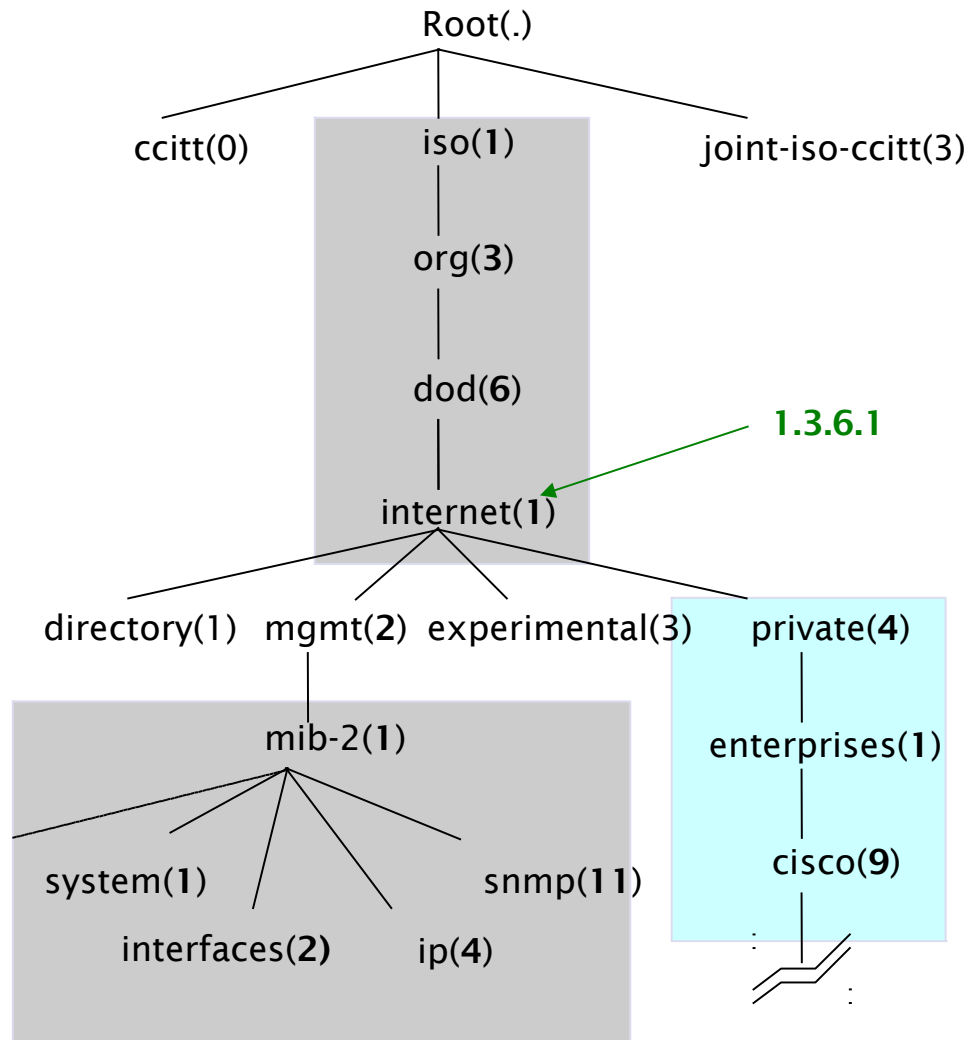 Root(.)
ccitt(0) iso(1) joint-iso-ccitt(3)
org(3)
dod(6)
1.3.6.1
internet(1)
directory(1) mgmt(2) experimental(3) private(4)
mib-2(1) enterprises(1)
system(1) snmp(11) cisco(9)
interfaces(2) ip(4)
:
: